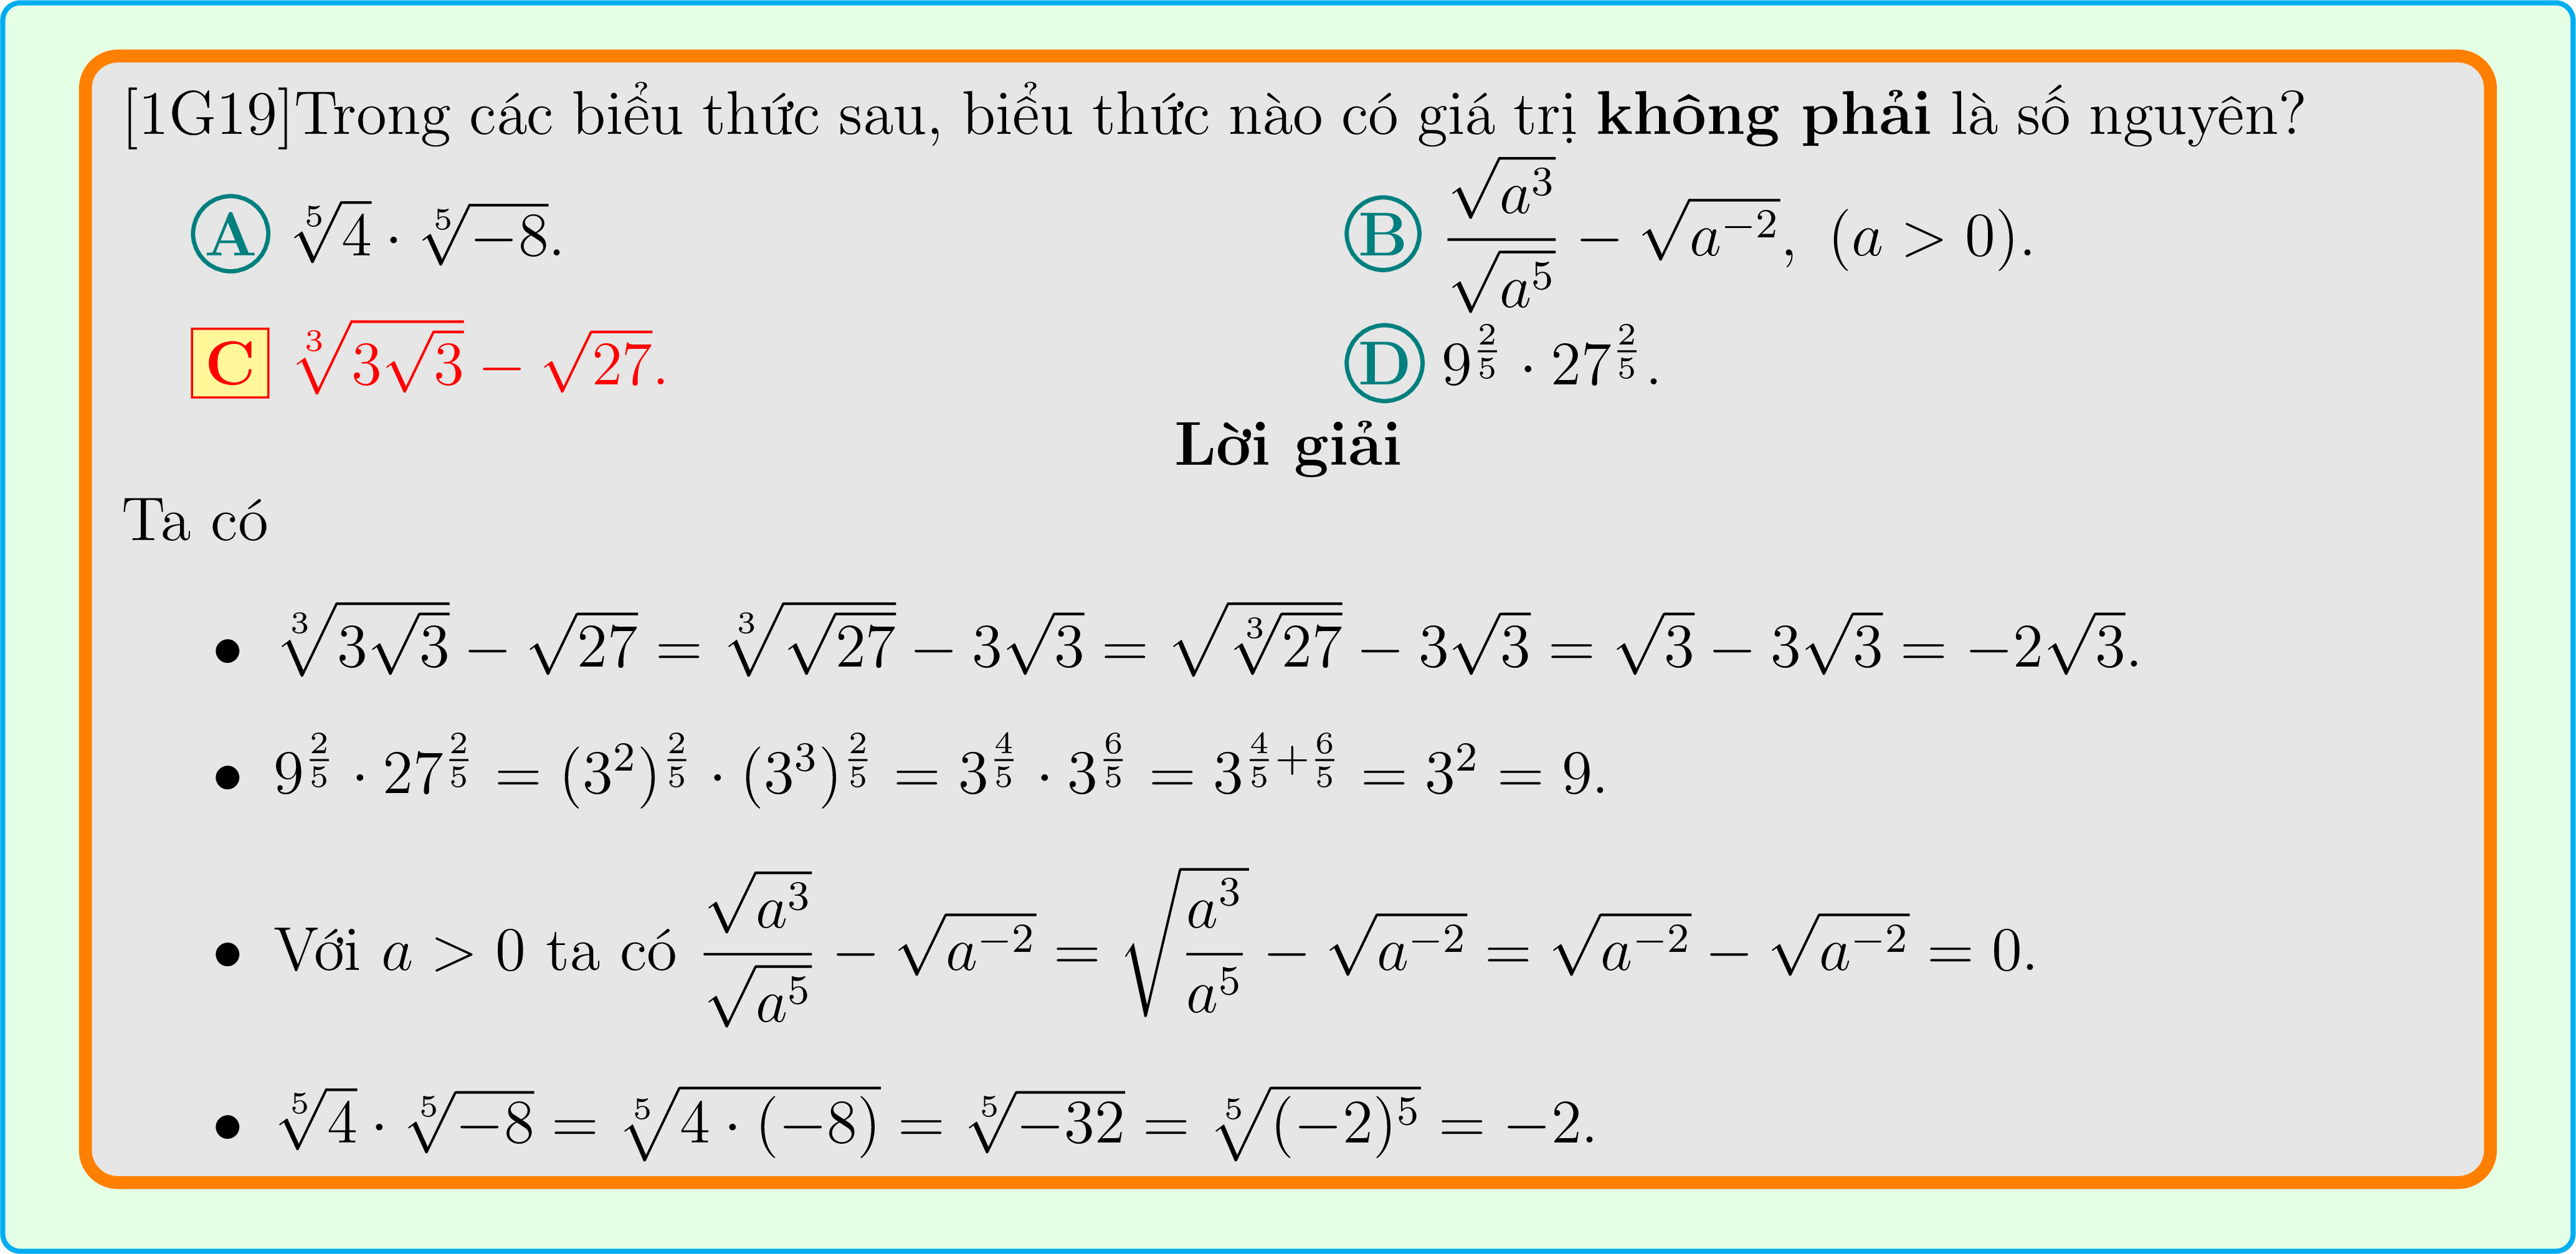 [1G19]Trong các biểu thức sau, biểu thức nào có giá trị không phải là số nguyên?
A $\sqrt[5]{4} \cdot \sqrt[5]{-8}$. B $\dfrac{\sqrt{a^3}}{\sqrt{a^5}} - \sqrt{a^{-2}}, \ (a > 0)$.
C $\sqrt[3]{3\sqrt{3}} - \sqrt{27}$. D $9^{\frac{2}{5}} \cdot 27^{\frac{2}{5}}$.
Lời giải
Ta có
• $\sqrt[3]{3\sqrt{3}} - \sqrt{27} = \sqrt[3]{\sqrt{27}} - 3\sqrt{3} = \sqrt{\sqrt[3]{27}} - 3\sqrt{3} = \sqrt{3} - 3\sqrt{3} = -2\sqrt{3}$.
• $9^{\frac{2}{5}} \cdot 27^{\frac{2}{5}} = (3^2)^{\frac{2}{5}} \cdot (3^3)^{\frac{2}{5}} = 3^{\frac{4}{5}} \cdot 3^{\frac{6}{5}} = 3^{\frac{4}{5}+\frac{6}{5}} = 3^2 = 9$.
• Với $a > 0$ ta có $\dfrac{\sqrt{a^3}}{\sqrt{a^5}} - \sqrt{a^{-2}} = \sqrt{\dfrac{a^3}{a^5}} - \sqrt{a^{-2}} = \sqrt{a^{-2}} - \sqrt{a^{-2}} = 0$.
• $\sqrt[5]{4} \cdot \sqrt[5]{-8} = \sqrt[5]{4 \cdot (-8)} = \sqrt[5]{-32} = \sqrt[5]{(-2)^5} = -2$.